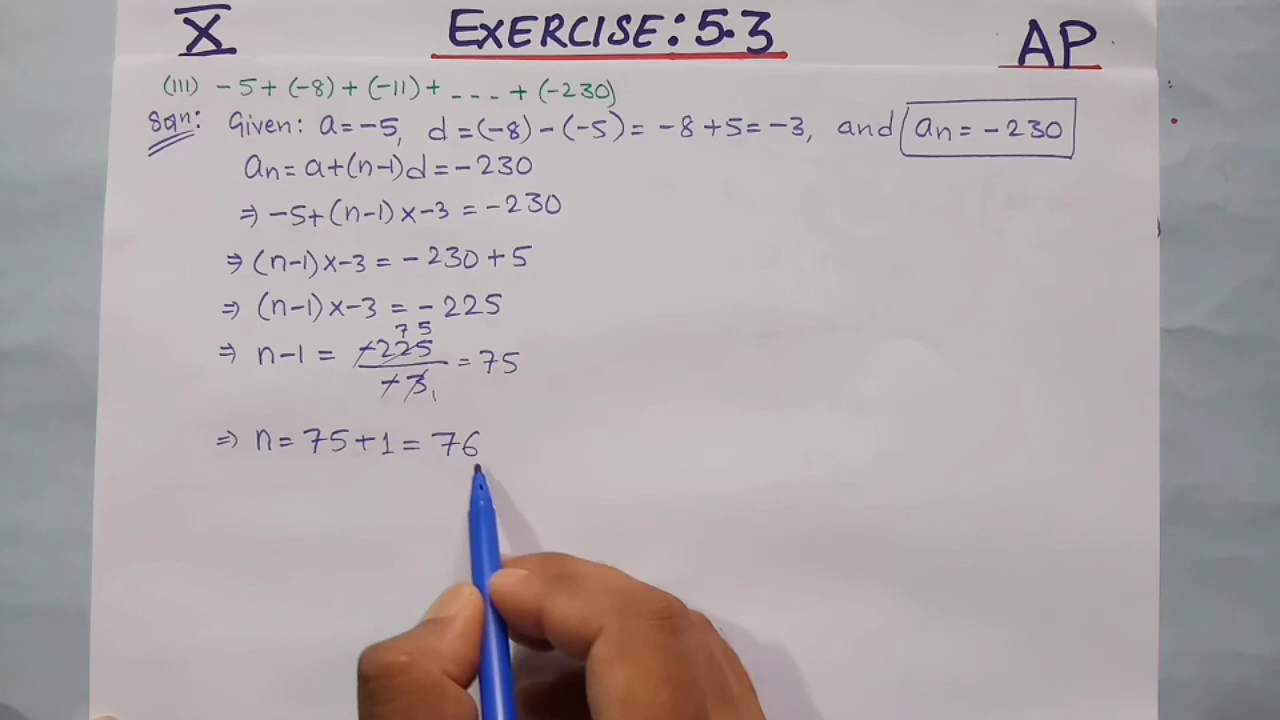 X EXERCISE: 5.3 AP
(III) -5+(-8)+(-11)+ - - - - +(-230)
Sqn: Given: a=-5, d=(-8)-(-5)=-8+5=-3, and an=-230
an=a+(n-1)d=-230
⇒ -5+(n-1)×-3=-230
⇒ (n-1)×-3=-230+5
⇒ (n-1)×-3=-225
75
⇒ n-1= -225/-3 =75
1
⇒ n=75+1=76